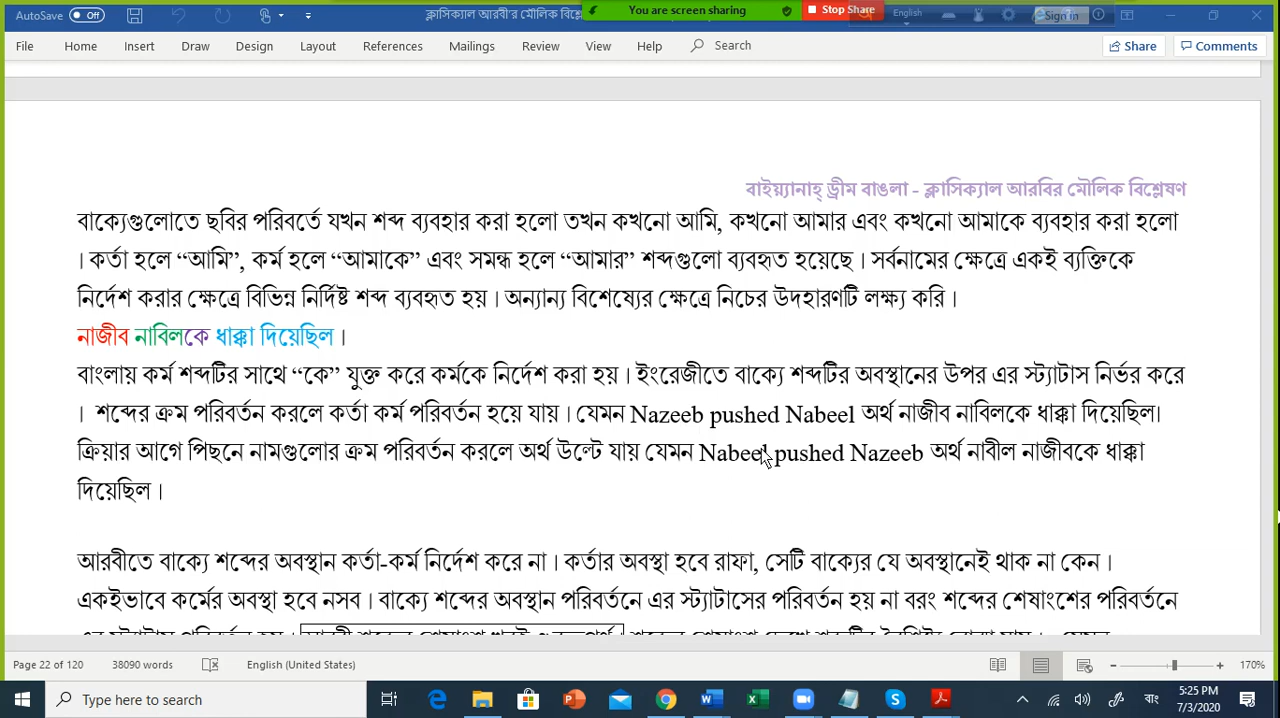 AutoSave Off ক্লাসিক্যাল আরবী'র মৌলিক বিশ্লে You are screen sharing Stop Share English Sign in
File Home Insert Draw Design Layout References Mailings Review View Help Search Share Comments
বাইয়্যানাহ্ ড্রীম বাঙলা - ক্লাসিক্যাল আরবির মৌলিক বিশ্লেষণ
বাক্যেগুলোতে ছবির পরিবর্তে যখন শব্দ ব্যবহার করা হলো তখন কখনো আমি, কখনো আমার এবং কখনো আমাকে ব্যবহার করা হলো
। কর্তা হলে “আমি”, কর্ম হলে “আমাকে” এবং সমন্ধ হলে “আমার” শব্দগুলো ব্যবহৃত হয়েছে। সর্বনামের ক্ষেত্রে একই ব্যক্তিকে
নির্দেশ করার ক্ষেত্রে বিভিন্ন নির্দিষ্ট শব্দ ব্যবহৃত হয়। অন্যান্য বিশেষ্যের ক্ষেত্রে নিচের উদহারণটি লক্ষ্য করি।
নাজীব নাবিলকে ধাক্কা দিয়েছিল।
বাংলায় কর্ম শব্দটির সাথে “কে” যুক্ত করে কর্মকে নির্দেশ করা হয়। ইংরেজীতে বাক্যে শব্দটির অবস্থানের উপর এর স্ট্যাটাস নির্ভর করে
। শব্দের ক্রম পরিবর্তন করলে কর্তা কর্ম পরিবর্তন হয়ে যায়। যেমন Nazeeb pushed Nabeel অর্থ নাজীব নাবিলকে ধাক্কা দিয়েছিল।
ক্রিয়ার আগে পিছনে নামগুলোর ক্রম পরিবর্তন করলে অর্থ উল্টে যায় যেমন Nabeel pushed Nazeeb অর্থ নাবীল নাজীবকে ধাক্কা
দিয়েছিল।
আরবীতে বাক্যে শব্দের অবস্থান কর্তা-কর্ম নির্দেশ করে না। কর্তার অবস্থা হবে রাফা, সেটি বাক্যের যে অবস্থানেই থাক না কেন।
একইভাবে কর্মের অবস্থা হবে নসব। বাক্যে শব্দের অবস্থান পরিবর্তনে এর স্ট্যাটাসের পরিবর্তন হয় না বরং শব্দের শেষাংশের পরিবর্তনে
Page 22 of 120 38090 words English (United States) 170%
Type here to search বাং 5:25 PM
7/3/2020